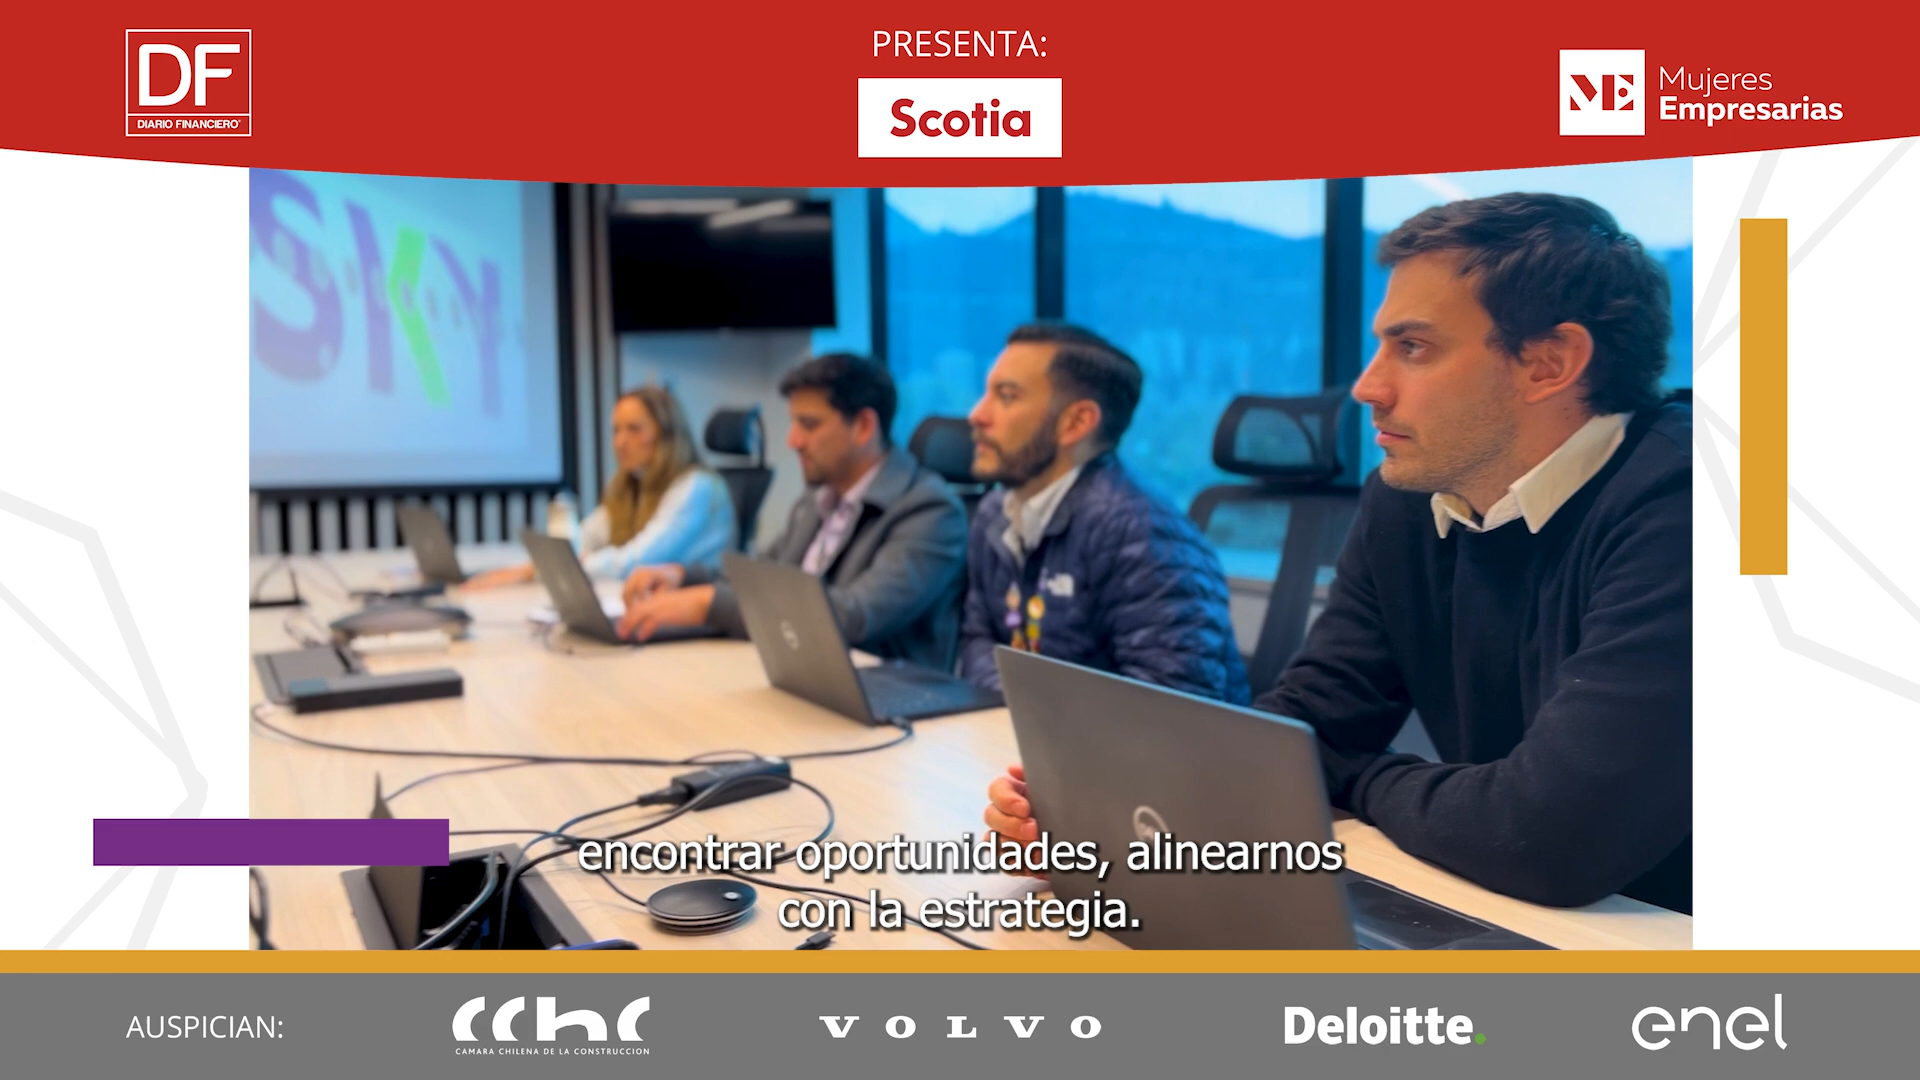 DF
DIARIO FINANCIERO
PRESENTA:
Scotia
ME
Mujeres
Empresarias
encontrar oportunidades, alinearnos
con la estrategia.
AUSPICIAN:
cchc
CAMARA CHILENA DE LA CONSTRUCCION
VOLVO
Deloitte.
enel